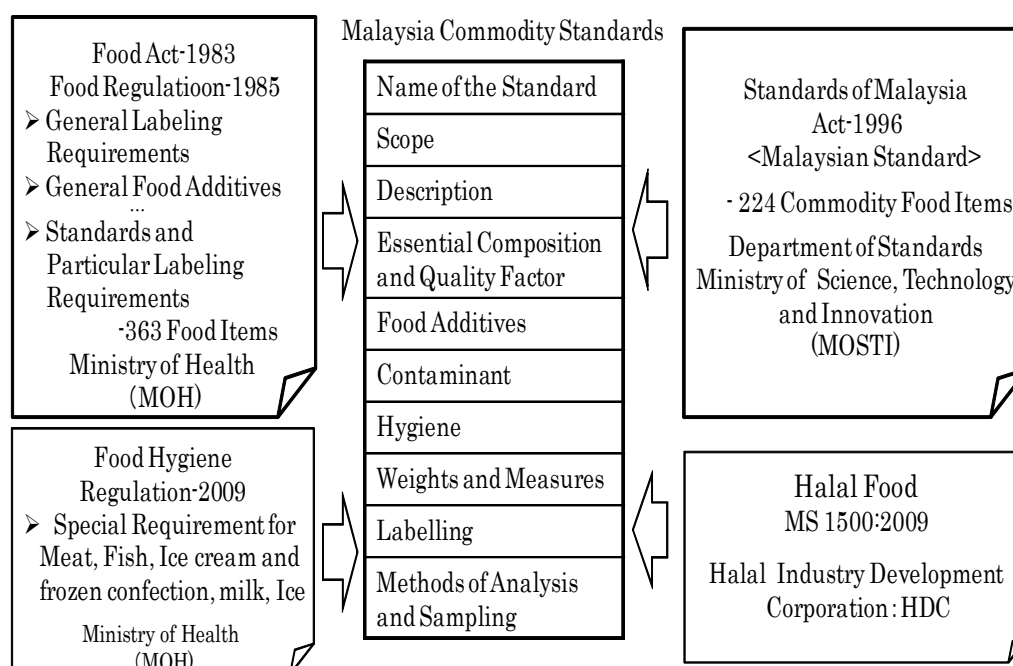 Food Act-1983
Food Regulatioon-1985
➢ General Labeling
Requirements
➢ General Food Additives
...
➢ Standards and
Particular Labeling
Requirements
-363 Food Items
Ministry of Health
(MOH)
Food Hygiene
Regulation-2009
➢ Special Requirement for
Meat, Fish, Ice cream and
frozen confection, milk, Ice
Ministry of Health
(MOH)
Malaysia Commodity Standards
Name of the Standard
Scope
Description
Essential Composition
and Quality Factor
Food Additives
Contaminant
Hygiene
Weights and Measures
Labelling
Methods of Analysis
and Sampling
Standards of Malaysia
Act-1996
<Malaysian Standard>
- 224 Commodity Food Items
Department of Standards
Ministry of Science, Technology
and Innovation
(MOSTI)
Halal Food
MS 1500:2009
Halal Industry Development
Corporation : HDC